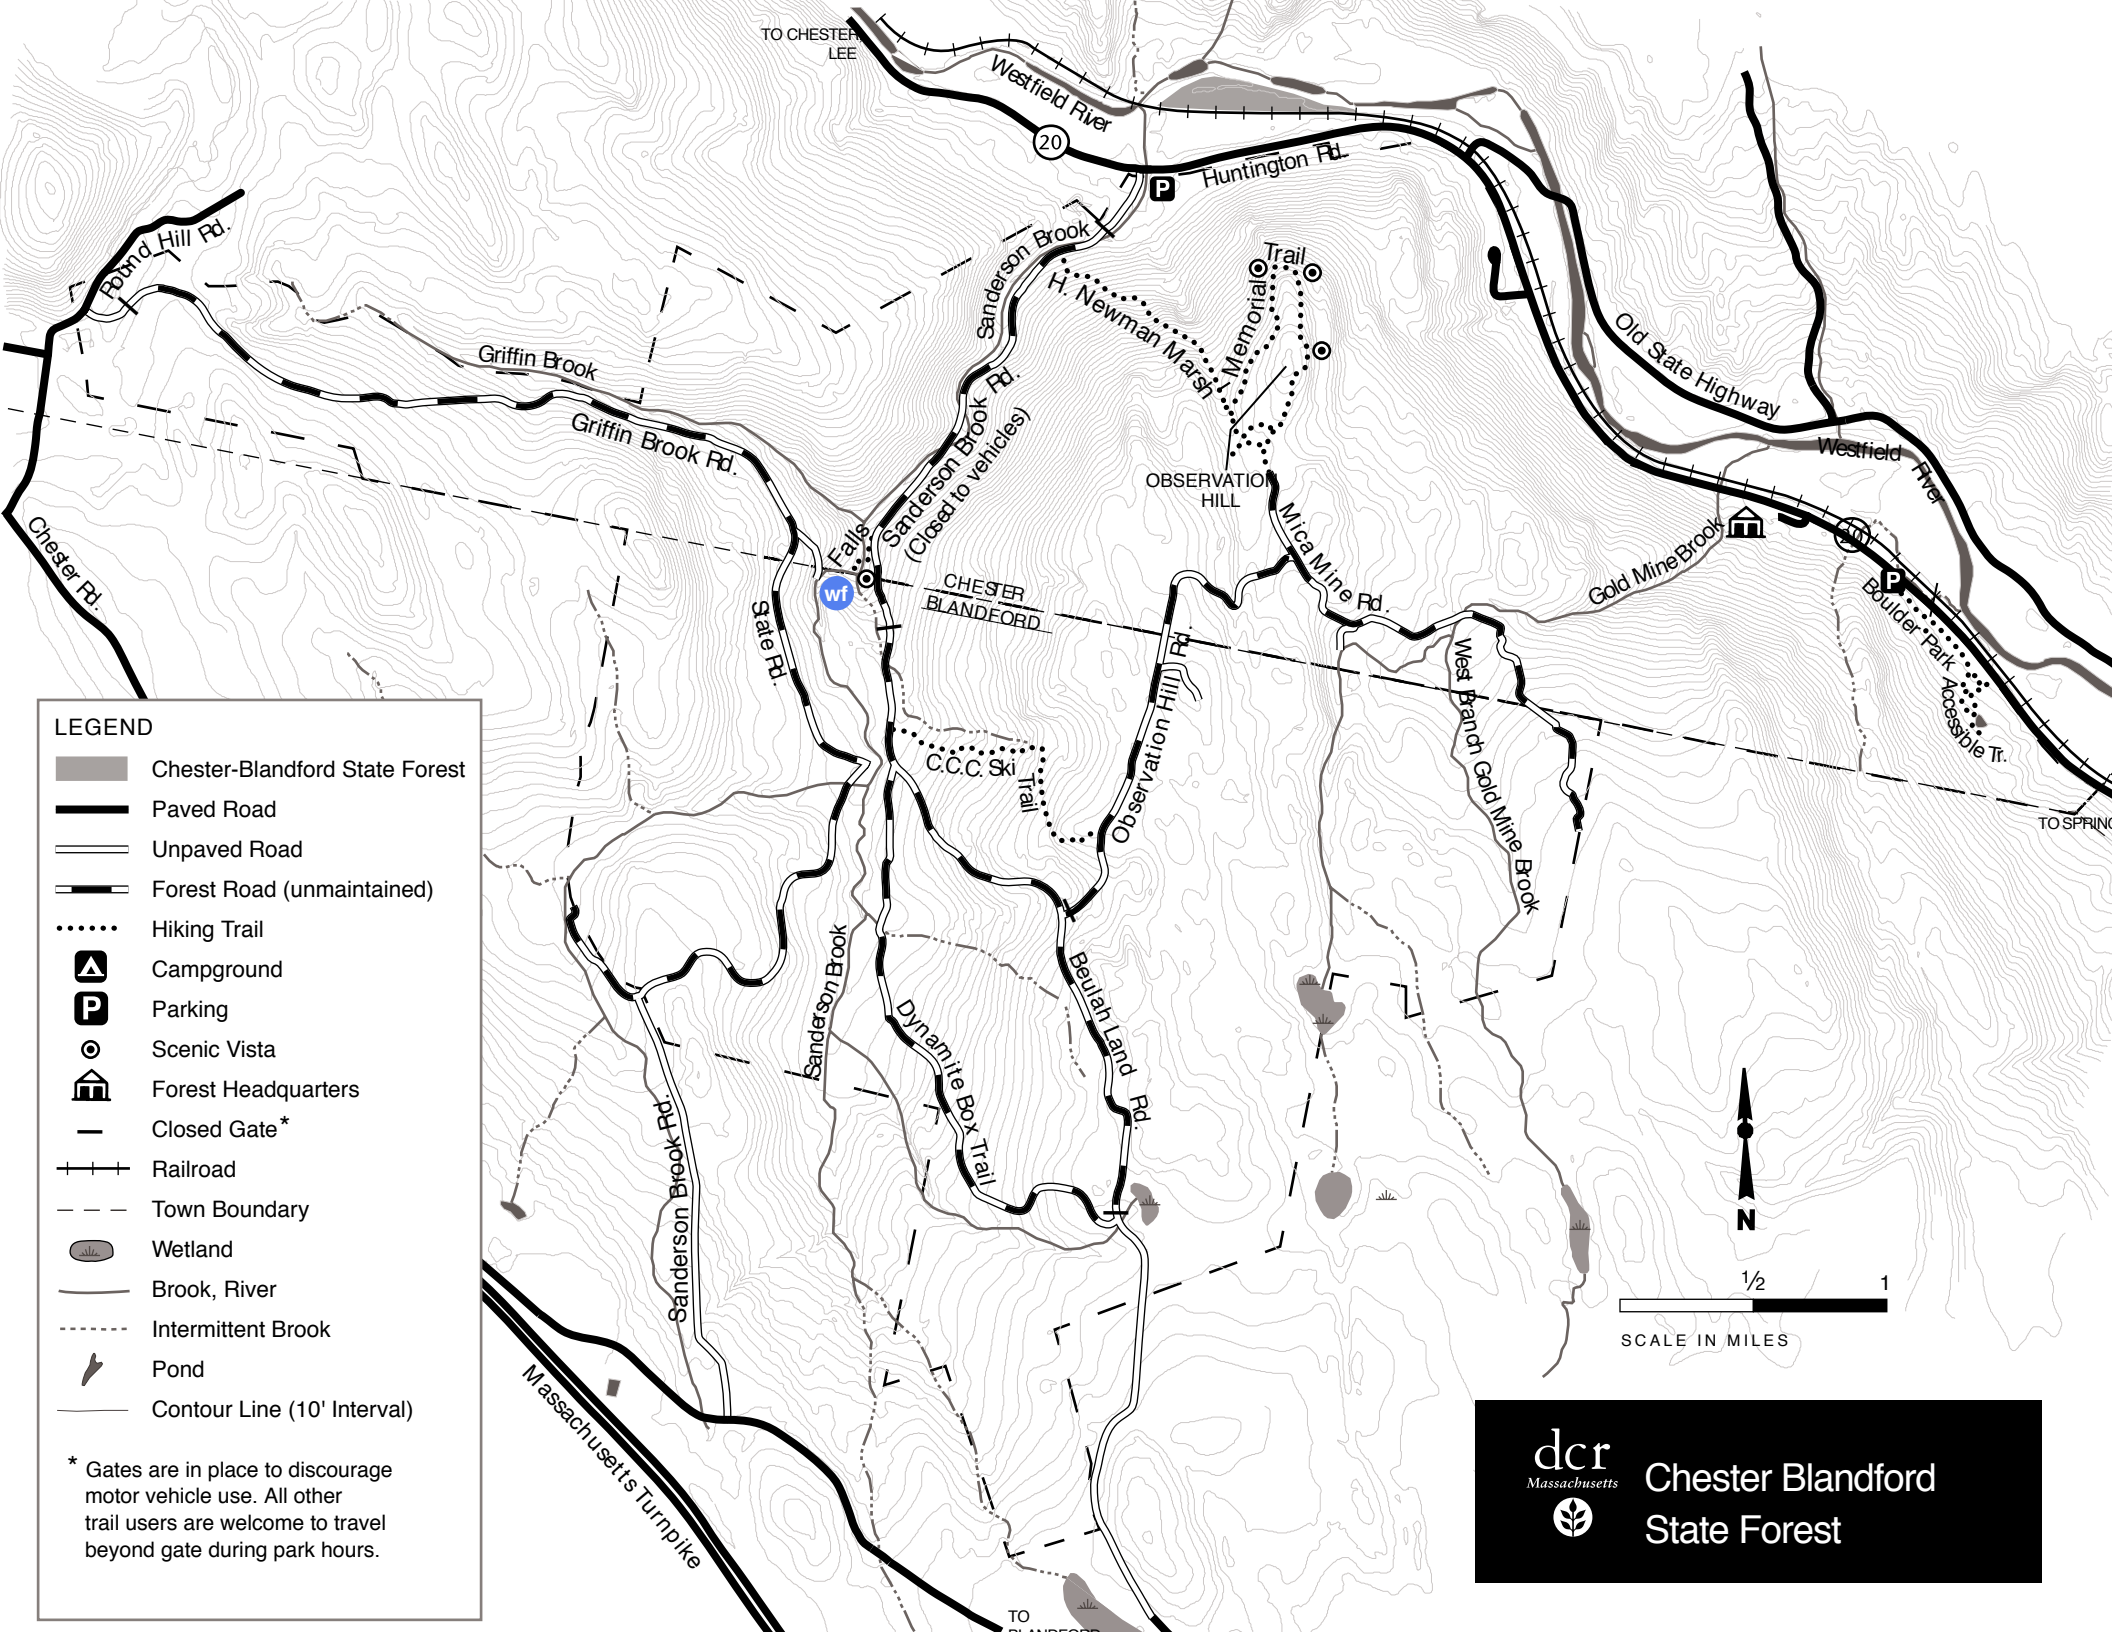 TO CHESTER
LEE
Westfield River
20
P
Huntington Rd.
Round Hill Rd.
Sanderson Brook
Trail
H. Newman Marsh
Memorial
Griffin Brook
Griffin Brook Rd.
Sanderson Brook Rd.
(Closed to vehicles)
Old State Highway
Westfield River
OBSERVATION
HILL
Mica Mine Rd.
Gold Mine Brook
20
P
Boulder Park Accessible Tr.
Chester Rd.
Falls
wf
CHESTER
BLANDFORD
State Rd.
Observation Hill Rd.
West Branch Gold Mine Brook
C.C.C. Ski
Trail
TO SPRING
Sanderson Brook
Beulah Land Rd.
Dynamite Box Trail
Sanderson Brook Rd.
Massachusetts Turnpike
TO
BLANDFORD
LEGEND
Chester-Blandford State Forest
Paved Road
Unpaved Road
Forest Road (unmaintained)
Hiking Trail
Campground
P Parking
Scenic Vista
Forest Headquarters
Closed Gate*
Railroad
Town Boundary
Wetland
Brook, River
Intermittent Brook
Pond
Contour Line (10' Interval)
* Gates are in place to discourage
motor vehicle use. All other
trail users are welcome to travel
beyond gate during park hours.
N
½ 1
SCALE IN MILES
dcr
Massachusetts
Chester Blandford
State Forest